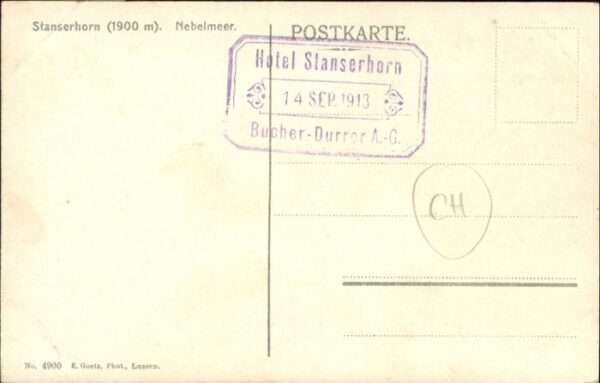 Stanserhorn (1900 m). Nebelmeer.
POSTKARTE.
Hotel Stanserhorn
14 SEP. 1913
Bucher-Durrer A.-G.
CH
No. 4900 E. Goetz, Phot., Luzern.